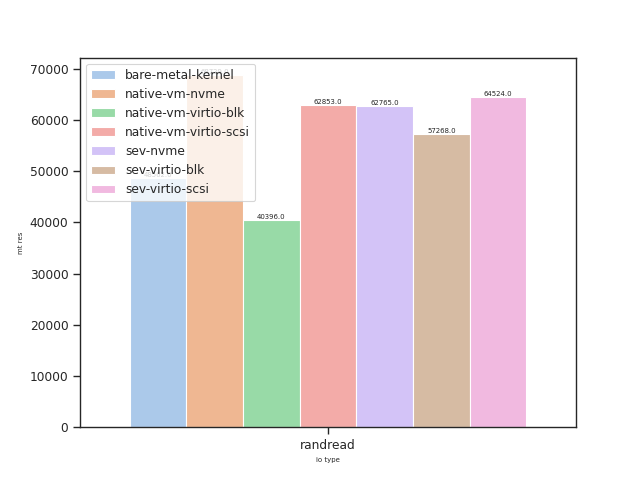 70000
60000
50000
40000
30000
20000
10000
0
mt res
bare-metal-kernel
native-vm-nvme
native-vm-virtio-blk
native-vm-virtio-scsi
sev-nvme
sev-virtio-blk
sev-virtio-scsi
40396.0
62853.0
62765.0
57268.0
64524.0
randread
io type